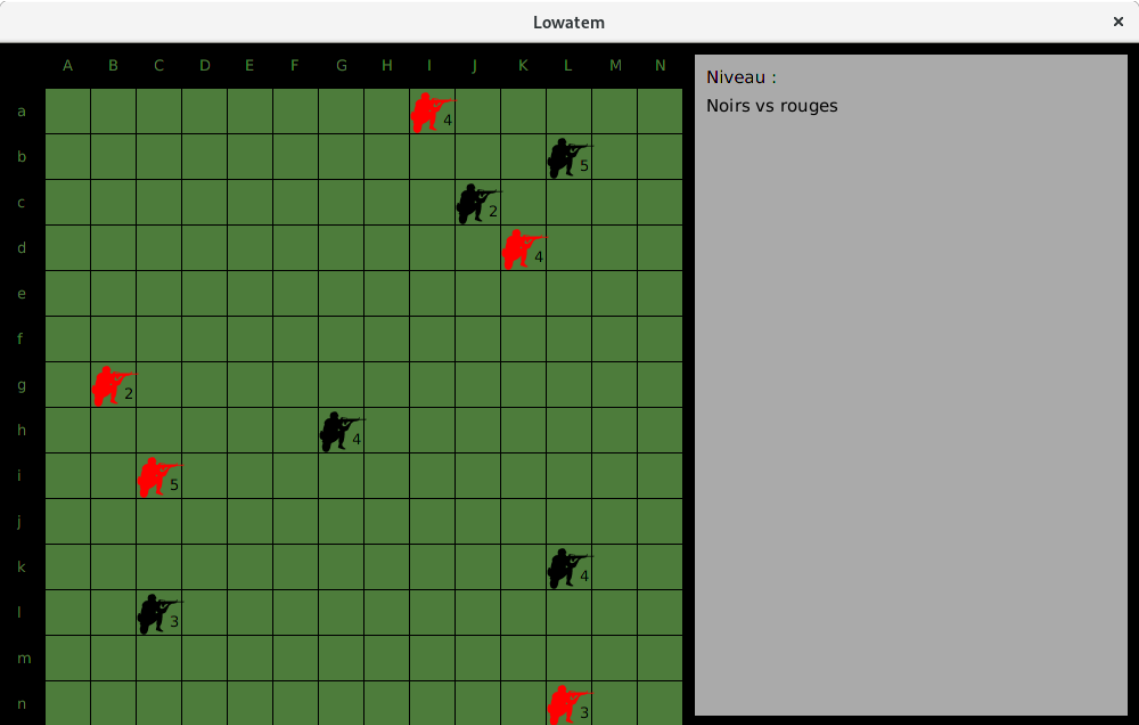 Lowatem
×
A B C D E F G H I J K L M N
Niveau :
Noirs vs rouges
a 4
b 5
c 2
d 4
e
f
g 2
h 4
i 5
j
k 4
l 3
m
n 3